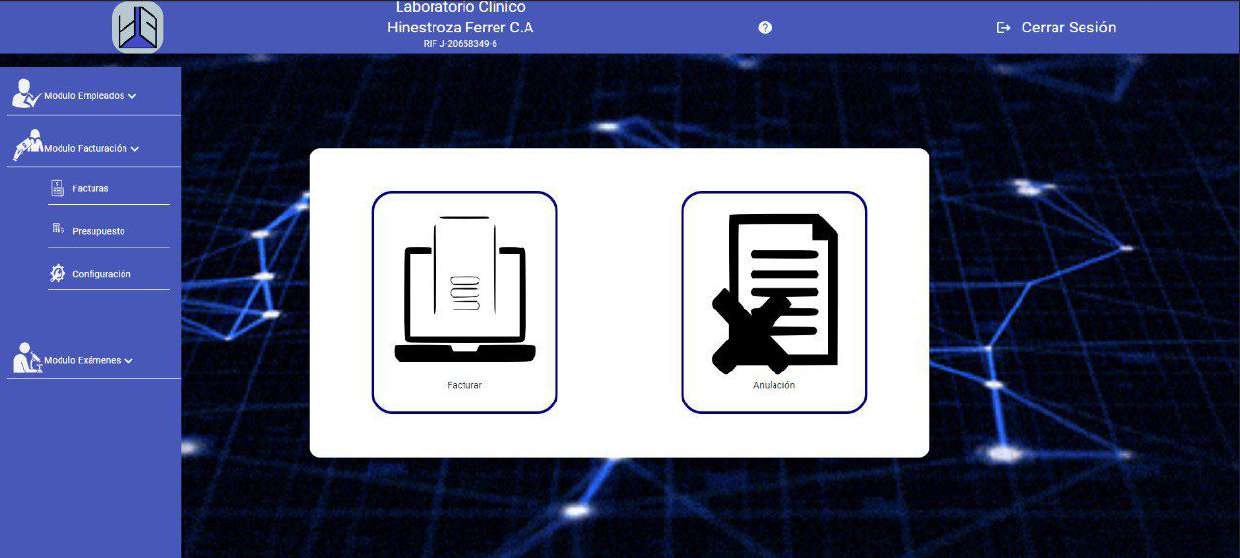 Laboratorio Clinico
Hinestroza Ferrer C.A
RIF J-20658349-6
Cerrar Sesión
Modulo Empleados
Modulo Facturación
Facturas
Presupuesto
Configuración
Modulo Exámenes
Facturar
Anulación